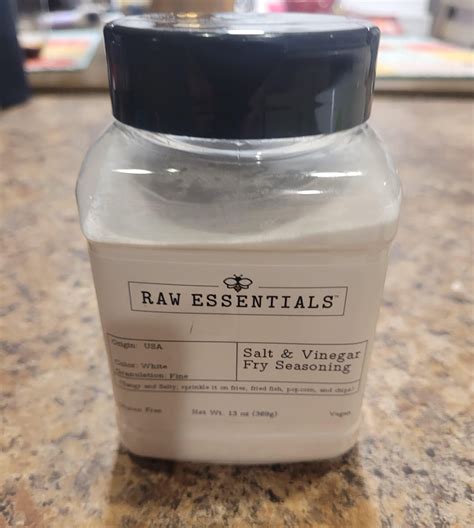 RAW ESSENTIALS™
Origin: USA
Color: White
Granulation: Fine
Salt & Vinegar
Fry Seasoning
(Tangy and Salty; sprinkle it on fries, fried fish, popcorn, and chips)
Gluten Free Net Wt. 13 oz (369g) Vegan